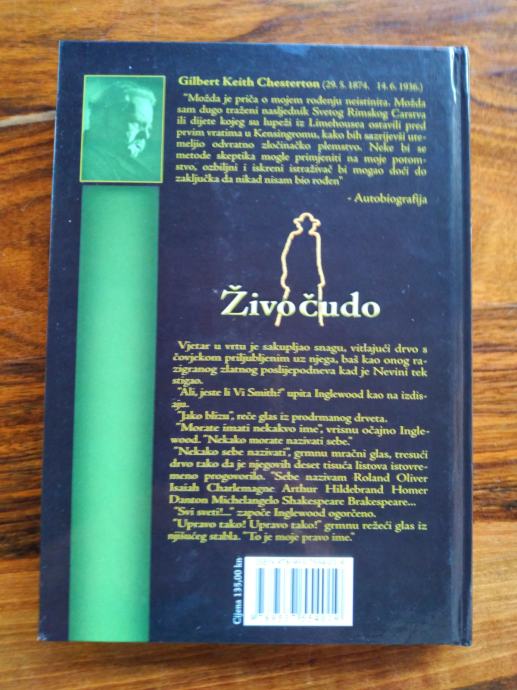 Gilbert Keith Chesterton (29. 5. 1874. 14. 6. 1936.)
"Možda je priča o mojem rođenju neistinita. Možda
sam dugo traženi nasljednik Svetog Rimskog Carstva
ili dijete kojeg su lupeži iz Limehousea ostavili pred
prvim vratima u Kensingromu, kako bih sazrijevši ute-
meljio odvratno zločinačko plemstvo. Neke bi se
metode skeptika mogle primjeniti na moje potom-
stvo, ozbiljni i iskreni istraživač bi mogao doći do
zaključka da nikad nisam bio rođen"
- Autobiografija
Živo čudo
Vjetar u vrtu je sakupljao snagu, vitlajući drvo s
čovjekom priljubljenim uz njega, baš kao onog ra-
zigranog zlatnog poslijepodneva kad je Nevini tek
stigao.
"Ali, jeste li Vi Smith?" upita Inglewood kao na izdi-
saju.
"Jako blizu", reče glas iz prodrmanog drveta.
"Morate imati nekakvo ime", vrisnu očajno Ingle-
wood. "Nekako morate nazivati sebe."
"Nekako sebe nazivati", grmnu mračni glas, tresući
drvo tako da je njegovih deset tisuća listova istovre-
meno progovorilo. "Sebe nazivam Roland Oliver
Isaiah Charlemagne Arthur Hildebrand Homer
Danton Michelangelo Shakespeare Brakespeare...
"Svi sveti!..." započe Inglewood ogorčeno.
"Upravo tako! Upravo tako!" grmnu režeći glas iz
njišućeg stabla. "To je moje pravo ime."
Cijena 135,00 kn